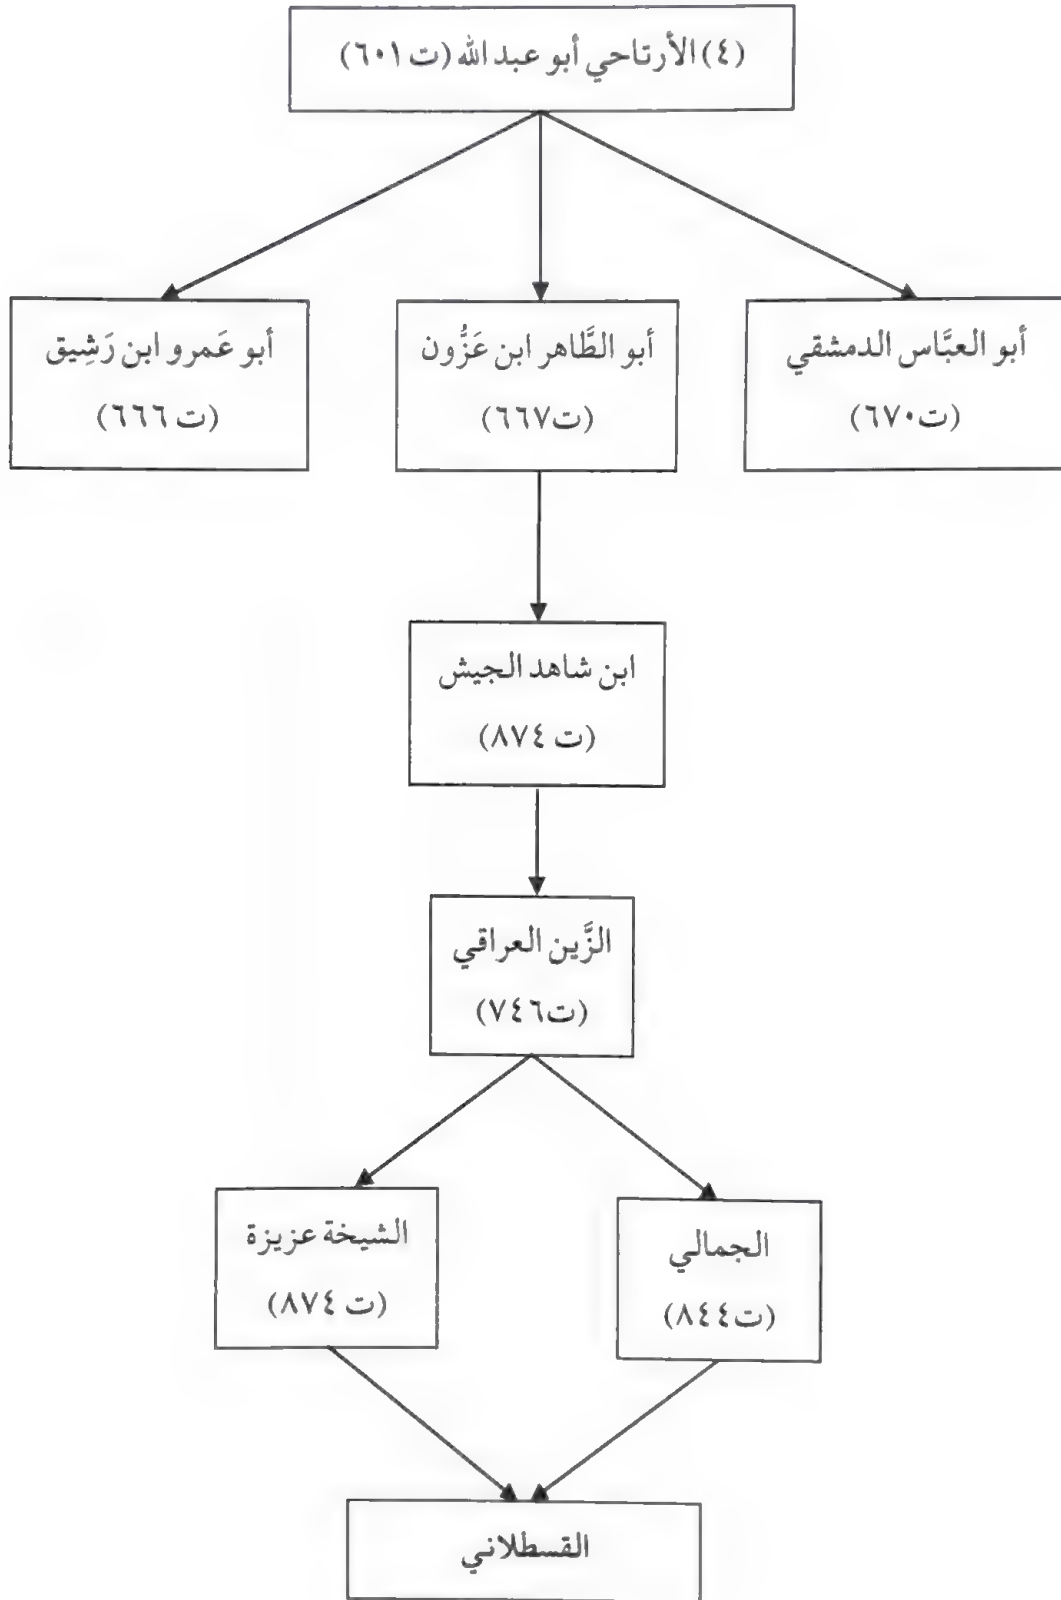 (٤) الأرتاحي أبو عبد الله (ت ٦٠١)
أبو العبَّاس الدمشقي
(ت٦٧٠)
أبو الطَّاهر ابن عَزُّون
(ت٦٦٧)
أبو عَمرو ابن رَشِيق
(ت ٦٦٦)
ابن شاهد الجيش
(ت ٨٧٤)
الزَّين العراقي
(ت٧٤٦)
الجمالي
(ت٨٤٤)
الشيخة عزيزة
(ت ٨٧٤)
القسطلاني